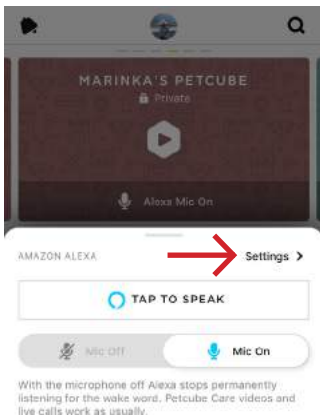 MARINKA'S PETCUBE
Private
Alexa Mic On
AMAZON ALEXA
Settings >
TAP TO SPEAK
Mic Off
Mic On
With the microphone off Alexa stops permanently
listening for the wake word. Petcube Care videos and
live calls work as usually.